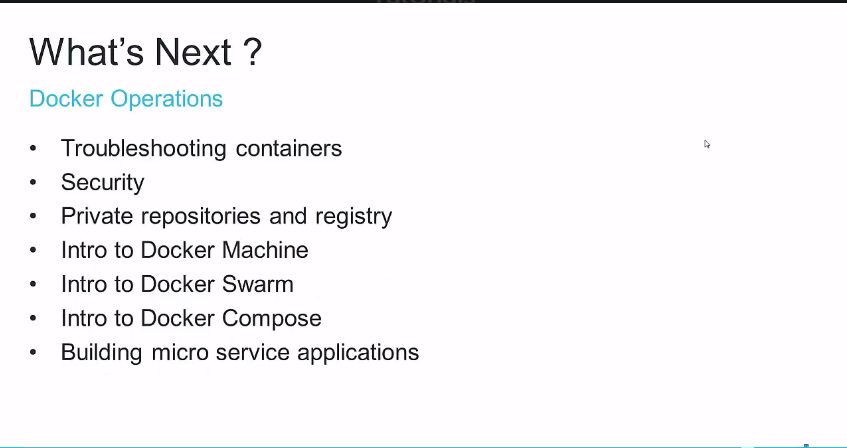 What's Next ?
Docker Operations
• Troubleshooting containers
• Security
• Private repositories and registry
• Intro to Docker Machine
• Intro to Docker Swarm
• Intro to Docker Compose
• Building micro service applications